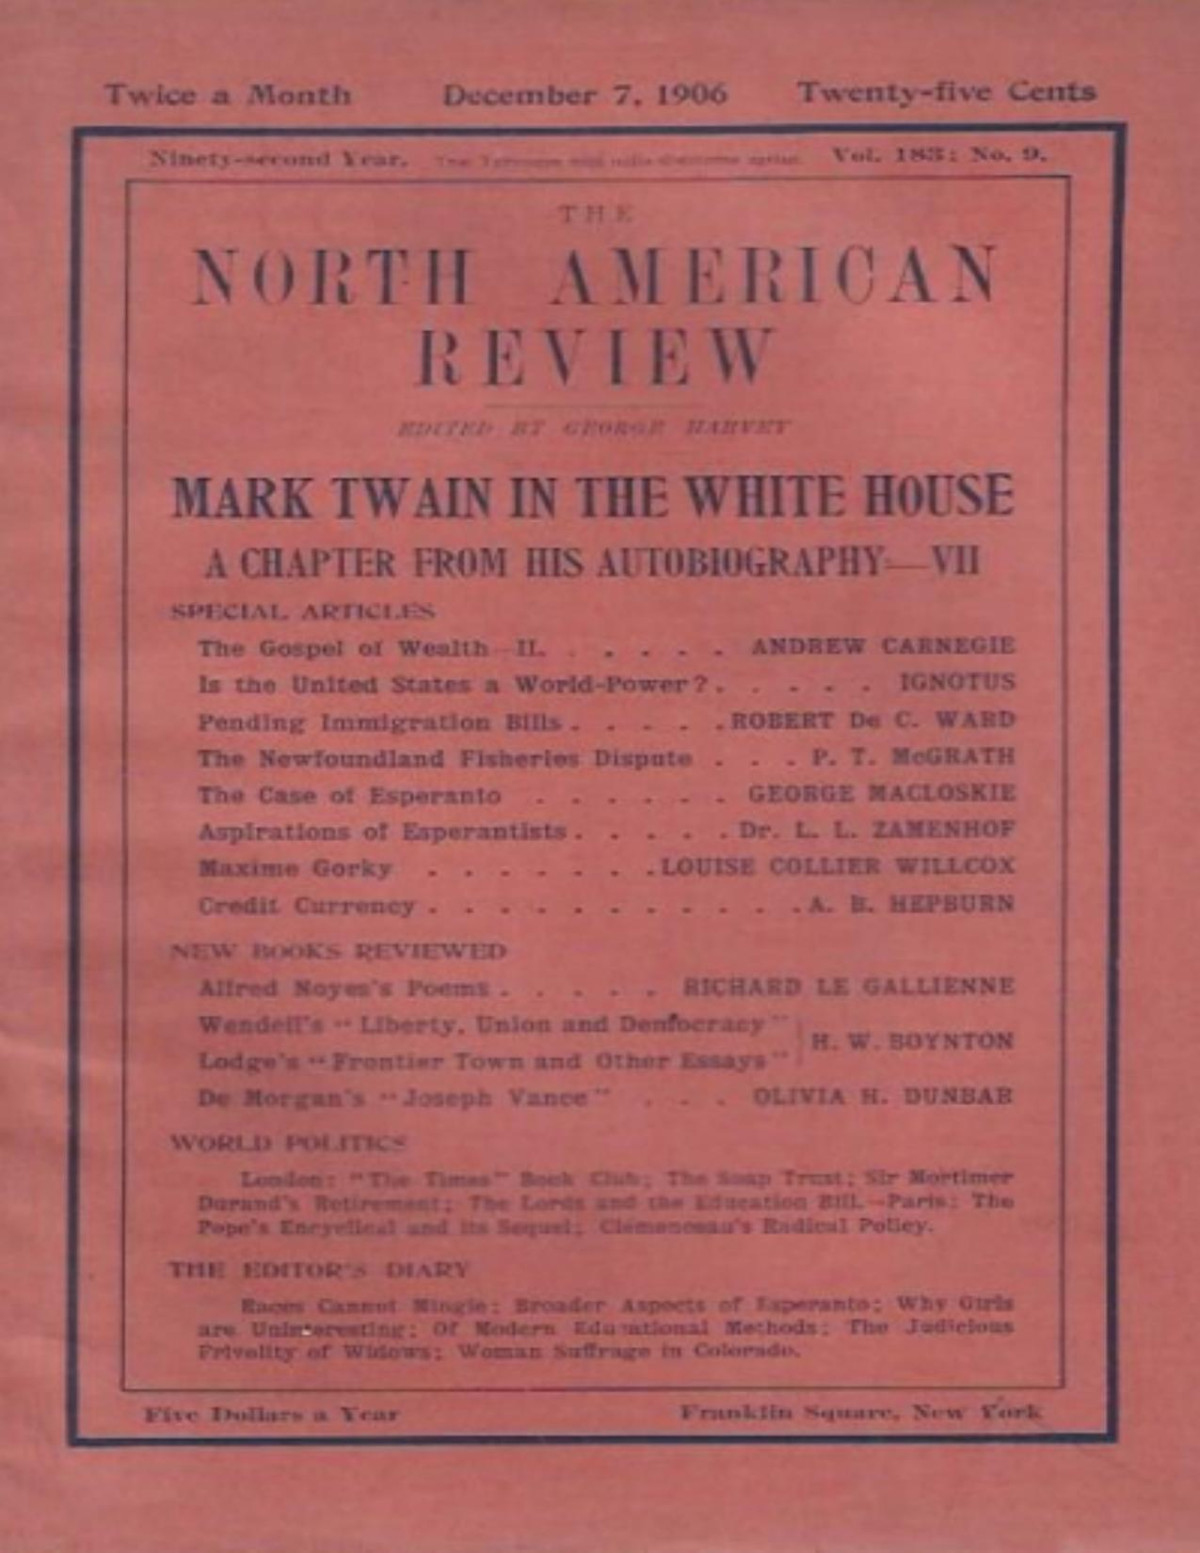 Twice a Month December 7, 1906 Twenty-five Cents
Ninety-second Year. Tros Tyriusque mihi nullo discrimine agetur. Vol. 183: No. 9.
THE
NORTH AMERICAN
REVIEW
EDITED BY GEORGE HARVEY
MARK TWAIN IN THE WHITE HOUSE
A CHAPTER FROM HIS AUTOBIOGRAPHY—VII
SPECIAL ARTICLES
The Gospel of Wealth—II. . . . . . ANDREW CARNEGIE
Is the United States a World-Power? . . . . . IGNOTUS
Pending Immigration Bills . . . . . ROBERT De C. WARD
The Newfoundland Fisheries Dispute . . . P. T. McGRATH
The Case of Esperanto . . . . . . GEORGE MACLOSKIE
Aspirations of Esperantists . . . . . Dr. L. L. ZAMENHOF
Maxime Gorky . . . . . . . LOUISE COLLIER WILLCOX
Credit Currency . . . . . . . . . . . A. B. HEPBURN
NEW BOOKS REVIEWED
Alfred Noyes's Poems . . . . . RICHARD LE GALLIENNE
Wendell's "Liberty, Union and Democracy"
Lodge's "Frontier Town and Other Essays" H. W. BOYNTON
De Morgan's "Joseph Vance" . . . OLIVIA H. DUNBAR
WORLD POLITICS
London: "The Times" Book Club; The Soap Trust; Sir Mortimer
Durand's Retirement; The Lords and the Education Bill.—Paris: The
Pope's Encyclical and its Sequel; Clemenceau's Radical Policy.
THE EDITOR'S DIARY
Races Cannot Mingle; Broader Aspects of Esperanto; Why Girls
are Uninteresting; Of Modern Educational Methods; The Judicious
Frivolity of Widows; Woman Suffrage in Colorado.
Five Dollars a Year Franklin Square, New York